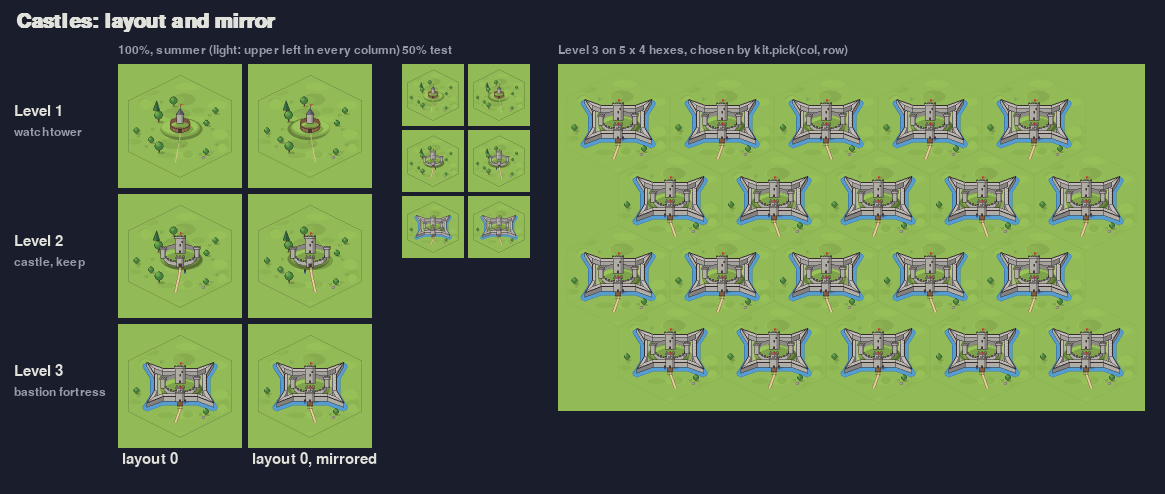 Castles: layout and mirror
100%, summer (light: upper left in every column) 50% test
Level 3 on 5 x 4 hexes, chosen by kit.pick(col, row)
Level 1
watchtower
Level 2
castle, keep
Level 3
bastion fortress
layout 0
layout 0, mirrored